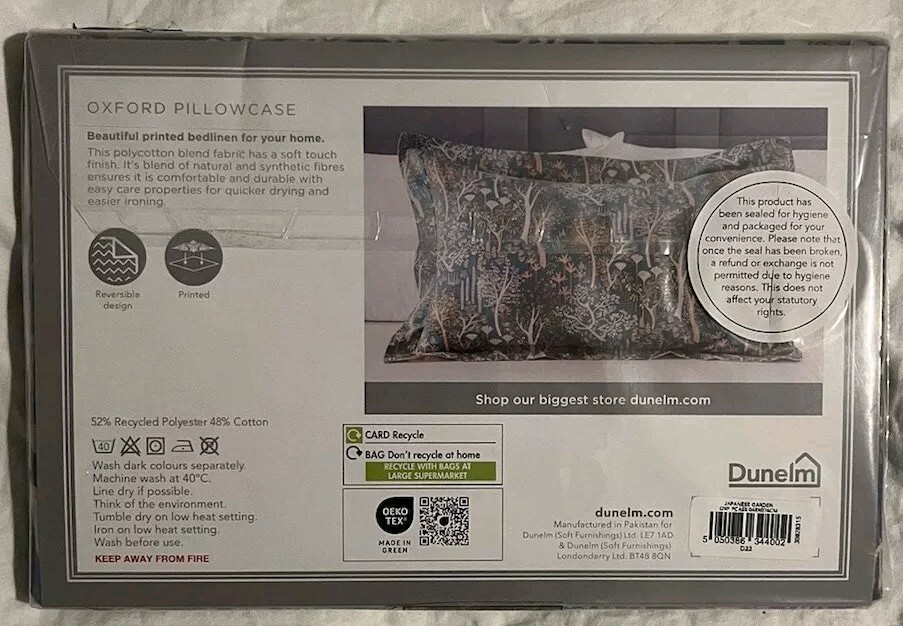 OXFORD PILLOWCASE
Beautiful printed bedlinen for your home.
This polycotton blend fabric has a soft touch
finish. It's blend of natural and synthetic fibres
ensures it is comfortable and durable with
easy care properties for quicker drying and
easier ironing.
Reversible
design
Printed
This product has
been sealed for hygiene
and packaged for your
convenience. Please note that
once the seal has been broken,
a refund or exchange is not
permitted due to hygiene
reasons. This does not
affect your statutory
rights.
Shop our biggest store dunelm.com
52% Recycled Polyester 48% Cotton
40
Wash dark colours separately.
Machine wash at 40°C.
Line dry if possible.
Think of the environment.
Tumble dry on low heat setting.
Iron on low heat setting.
Wash before use.
KEEP AWAY FROM FIRE
CARD Recycle
BAG Don't recycle at home
RECYCLE WITH BAGS AT
LARGE SUPERMARKET
OEKO
TEX®
MADE IN
GREEN
dunelm.com
Manufactured in Pakistan for
Dunelm (Soft Furnishings) Ltd. LE7 1AD
& Dunelm (Soft Furnishings)
Londonderry Ltd. BT48 8QN
Dunelm
JAPANESE GARDEN
5 050386 344002
30828315
D22